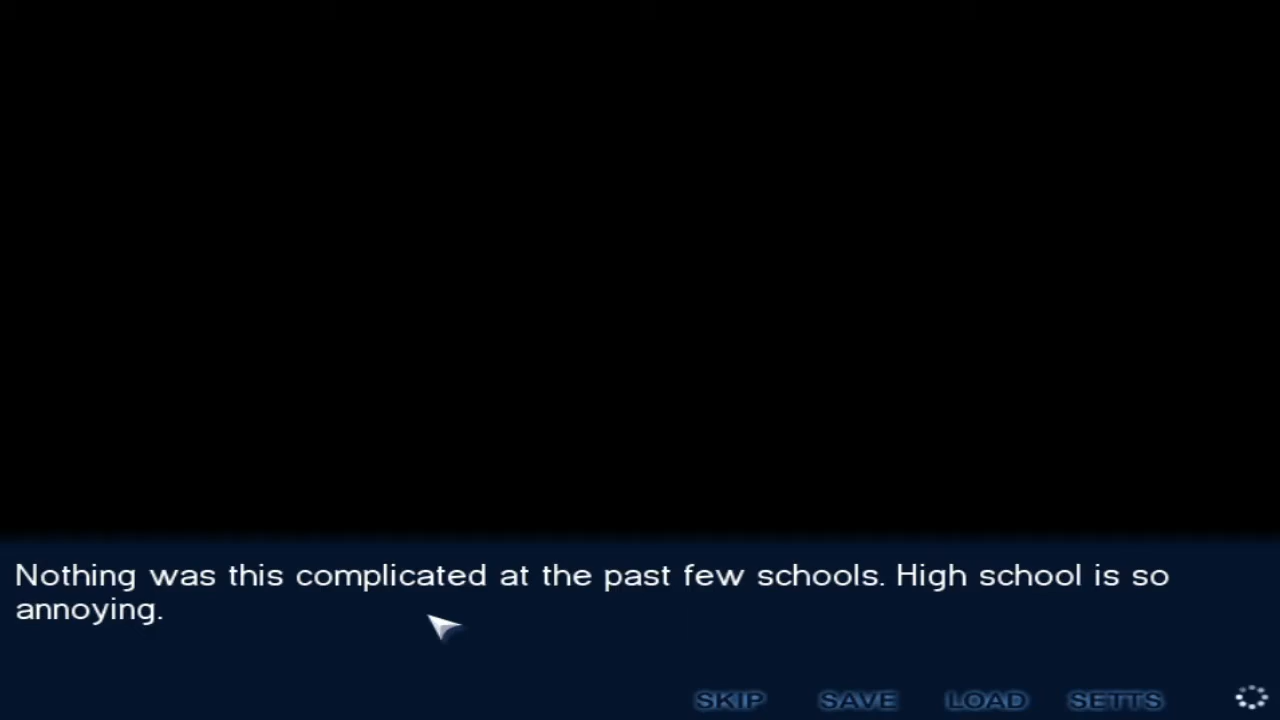 Nothing was this complicated at the past few schools. High school is so
annoying.
SKIP SAVE LOAD SETTS